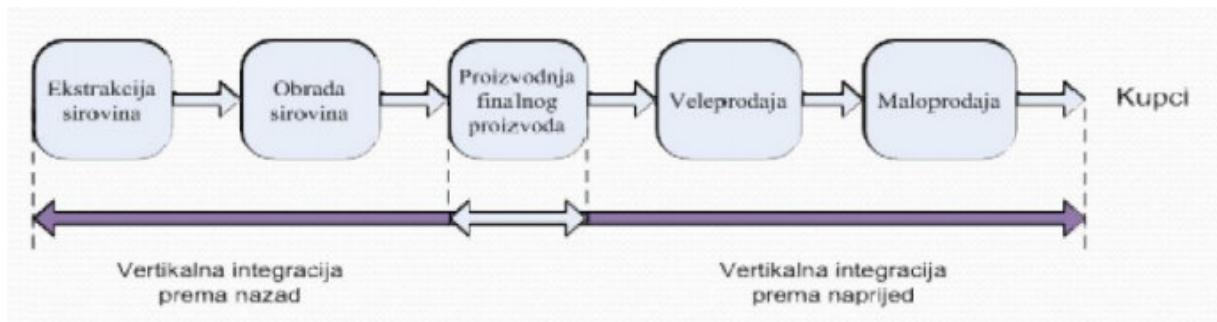 Ekstrakcija
sirovina
Obrada
sirovina
Proizvodnja
finalnog
proizvoda
Veleprodaja
Maloprodaja
Kupci
Vertikalna integracija
prema nazad
Vertikalna integracija
prema naprijed